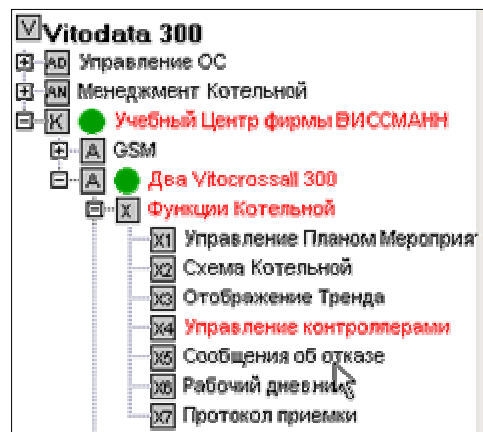 V Vitodata 300
AD Управление ОС
AN Менеджмент Котельной
K Учебный Центр фирмы ВИССМАНН
A GSM
A Два Vitocrossall 300
X Функции Котельной
X1 Управление Планом Мероприят
X2 Схема Котельной
X3 Отображение Тренда
X4 Управление контроллерами
X5 Сообщения об отказе
X6 Рабочий дневник
X7 Протокол приемки